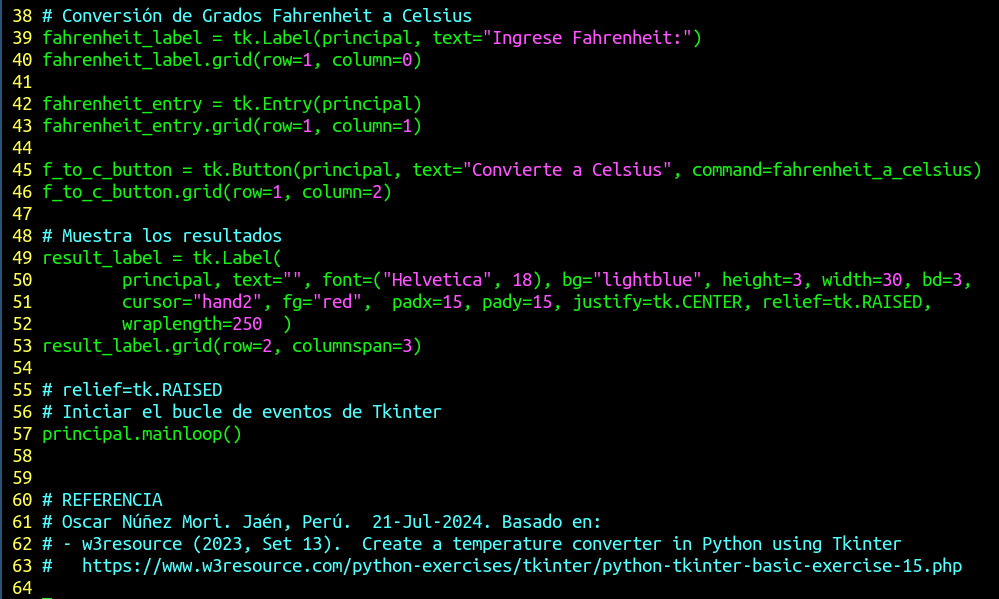 38 # Conversión de Grados Fahrenheit a Celsius
39 fahrenheit_label = tk.Label(principal, text="Ingrese Fahrenheit:")
40 fahrenheit_label.grid(row=1, column=0)
41
42 fahrenheit_entry = tk.Entry(principal)
43 fahrenheit_entry.grid(row=1, column=1)
44
45 f_to_c_button = tk.Button(principal, text="Convierte a Celsius", command=fahrenheit_a_celsius)
46 f_to_c_button.grid(row=1, column=2)
47
48 # Muestra los resultados
49 result_label = tk.Label(
50         principal, text="", font=("Helvetica", 18), bg="lightblue", height=3, width=30, bd=3,
51         cursor="hand2", fg="red",  padx=15, pady=15, justify=tk.CENTER, relief=tk.RAISED,
52         wraplength=250  )
53 result_label.grid(row=2, columnspan=3)
54
55 # relief=tk.RAISED
56 # Iniciar el bucle de eventos de Tkinter
57 principal.mainloop()
58
59
60 # REFERENCIA
61 # Oscar Núñez Mori. Jaén, Perú.  21-Jul-2024. Basado en:
62 # - w3resource (2023, Set 13).  Create a temperature converter in Python using Tkinter
63 #   https://www.w3resource.com/python-exercises/tkinter/python-tkinter-basic-exercise-15.php
64